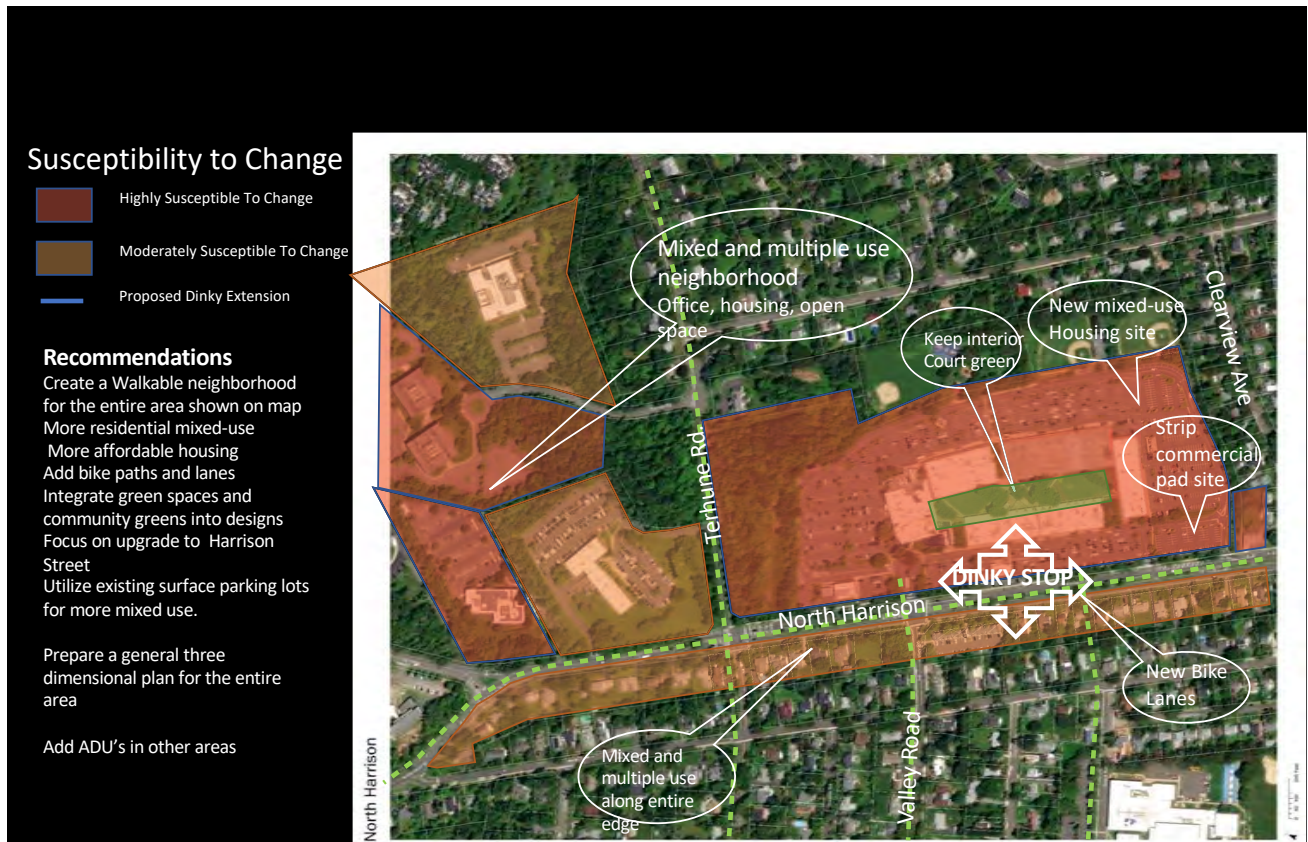 Susceptibility to Change
Highly Susceptible To Change
Moderately Susceptible To Change
Proposed Dinky Extension
Recommendations
Create a Walkable neighborhood
for the entire area shown on map
More residential mixed-use
More affordable housing
Add bike paths and lanes
Integrate green spaces and
community greens into designs
Focus on upgrade to Harrison
Street
Utilize existing surface parking lots
for more mixed use.
Prepare a general three
dimensional plan for the entire
area
Add ADU's in other areas
Mixed and multiple use
neighborhood
Office, housing, open
space
Keep interior
Court green
New mixed-use
Housing site
Clearview Ave
Strip
commercial
pad site
Terhune Rd.
DINKY STOP
North Harrison
New Bike
Lanes
Valley Road
Mixed and
multiple use
along entire
edge
North Harrison